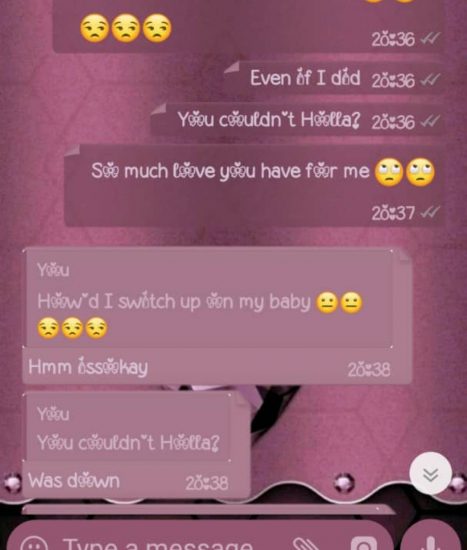 😒😒😒
20:36
Even if I did 20:36
You couldn't Holla? 20:36
Soo much love you have for me 🙄🙄
20:37
You
How'd I switch up on my baby 😐😐
😒😒😒
Hmm issookay 20:38
You
You couldn't Holla?
Was down 20:38
Type a message